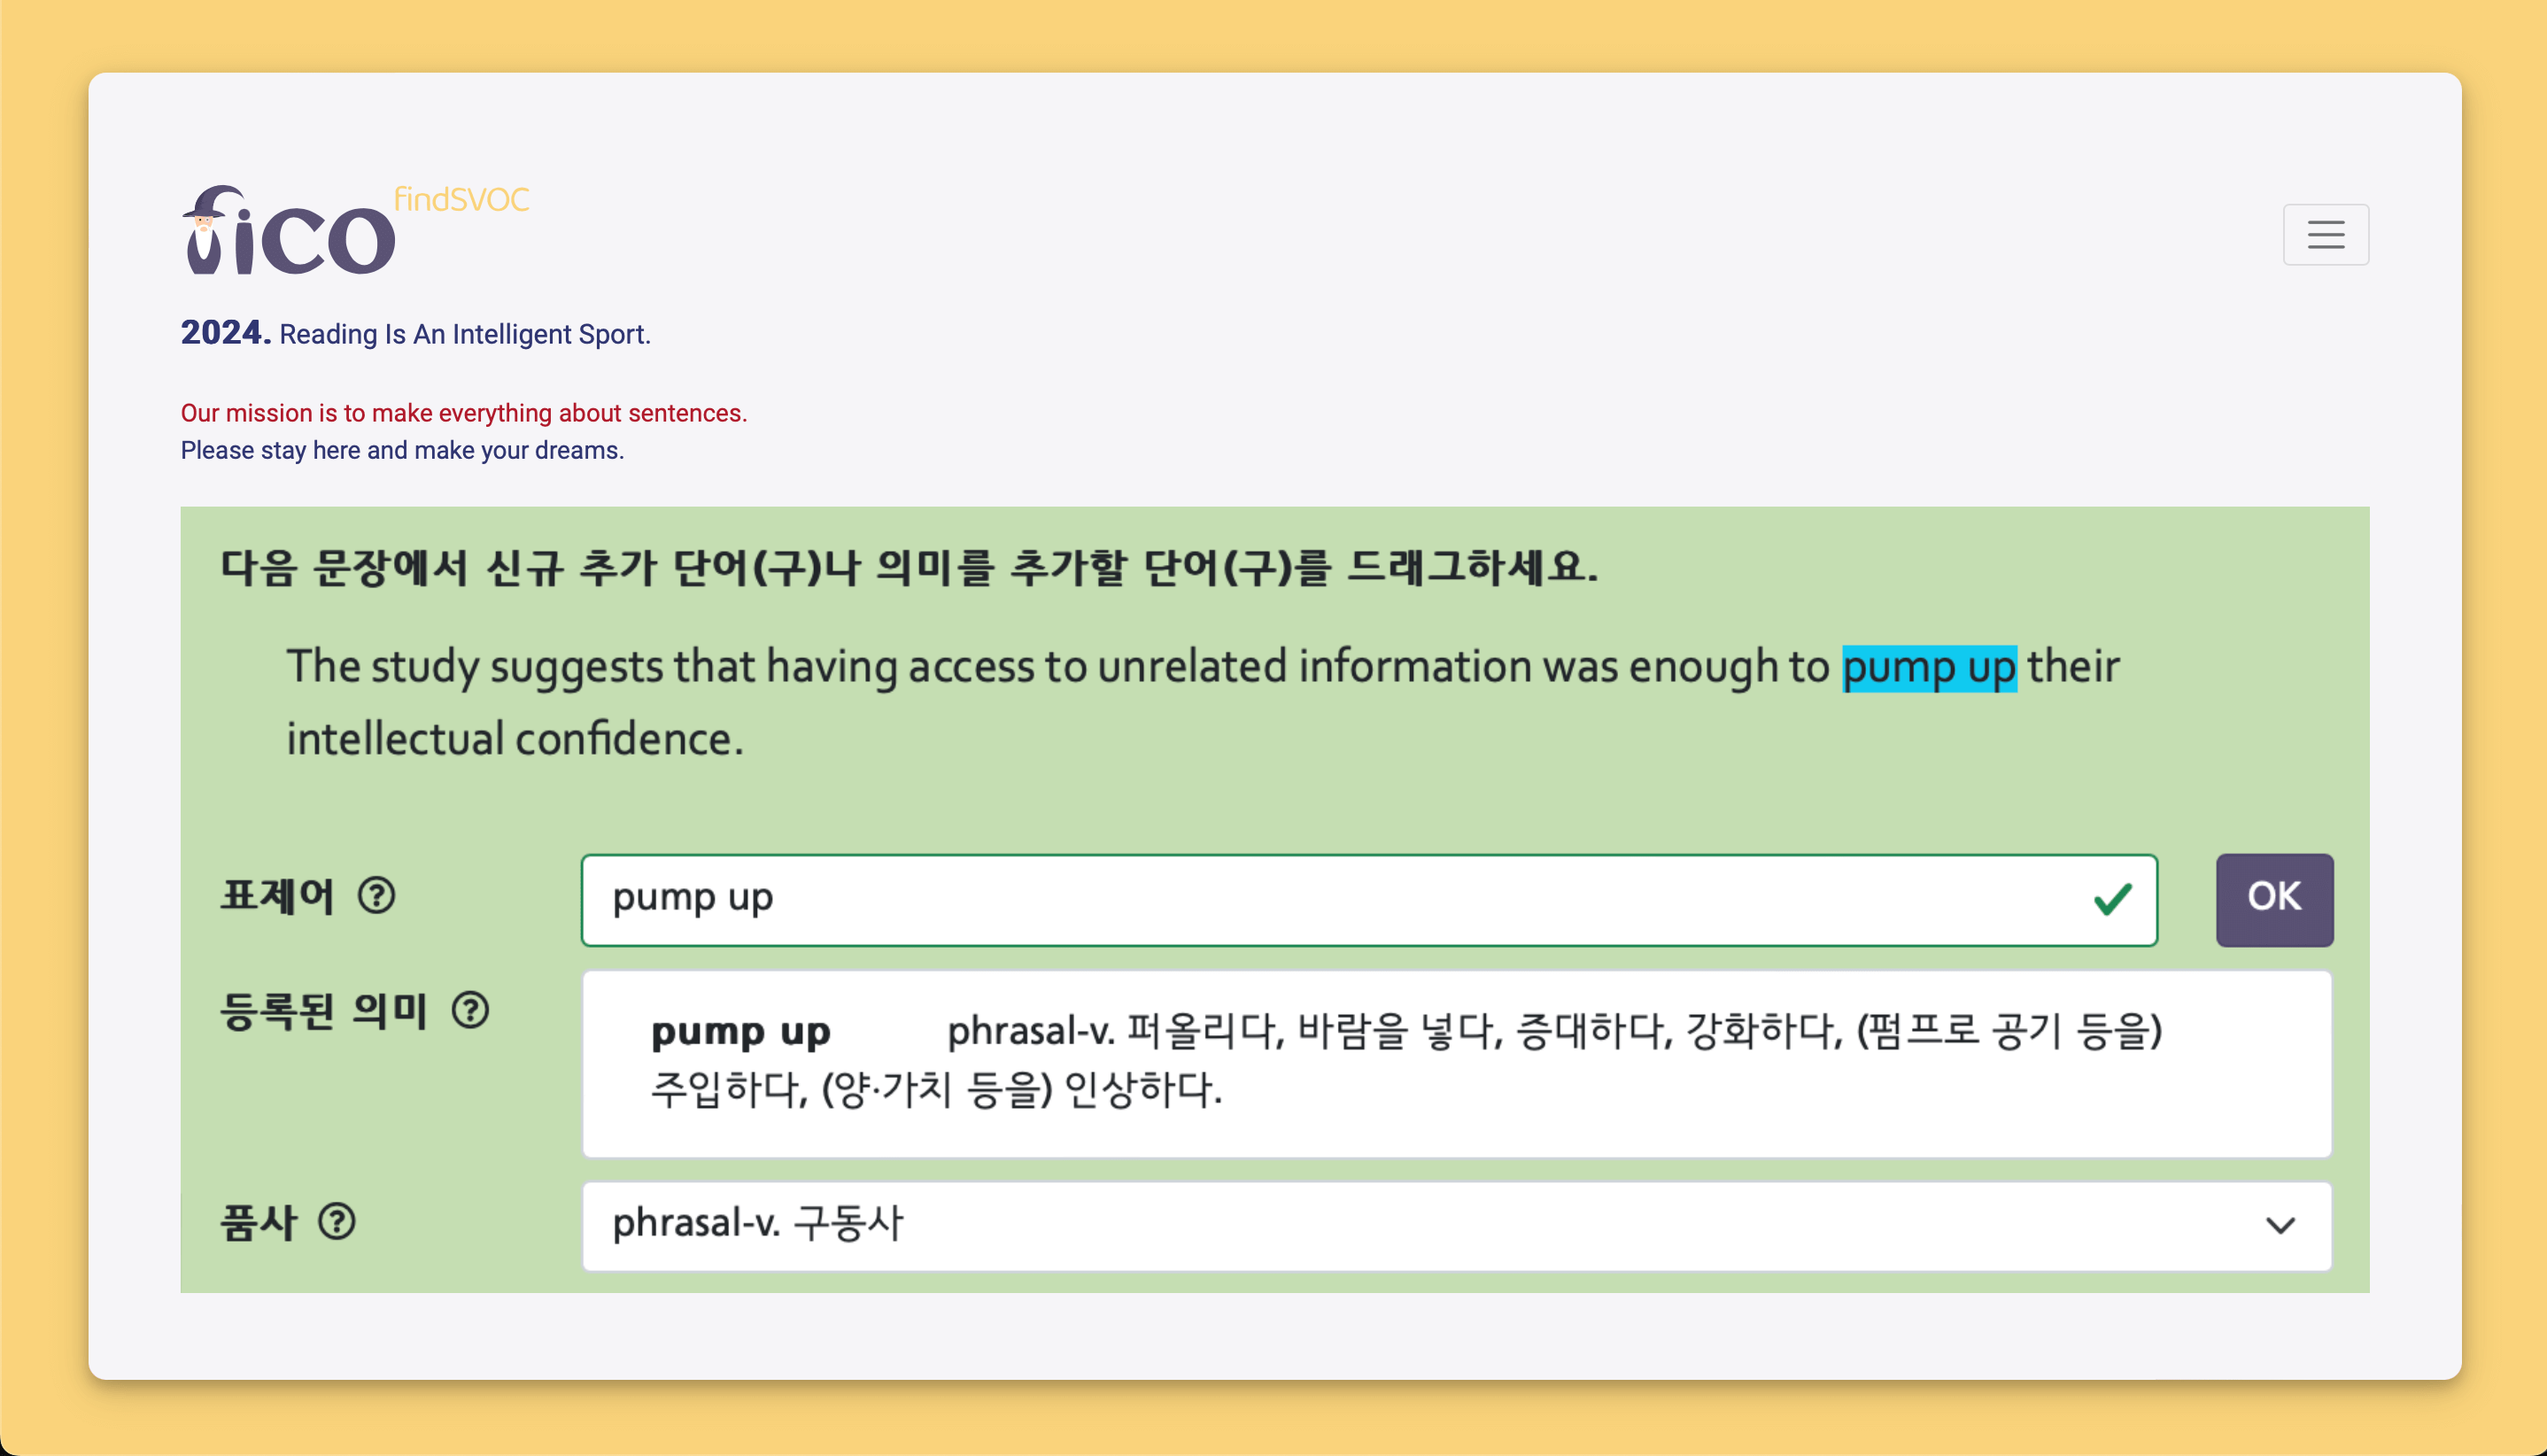 fico findSVOC
2024. Reading Is An Intelligent Sport.
Our mission is to make everything about sentences.
Please stay here and make your dreams.
다음 문장에서 신규 추가 단어(구)나 의미를 추가할 단어(구)를 드래그하세요.
The study suggests that having access to unrelated information was enough to pump up their
intellectual confidence.
표제어 ? pump up OK
등록된 의미 ? pump up phrasal-v. 퍼올리다, 바람을 넣다, 증대하다, 강화하다, (펌프로 공기 등을)
주입하다, (양·가치 등을) 인상하다.
품사 ? phrasal-v. 구동사